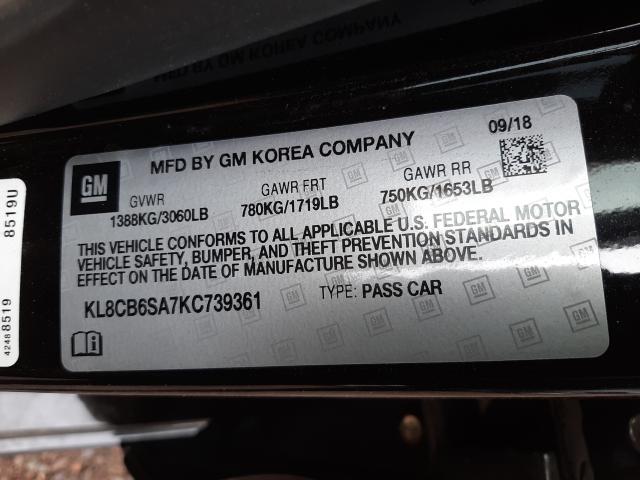 MFD BY GM KOREA COMPANY
09/18
GM
GVWR
1388KG/3060LB
GAWR FRT
780KG/1719LB
GAWR RR
750KG/1653LB
THIS VEHICLE CONFORMS TO ALL APPLICABLE U.S. FEDERAL MOTOR
VEHICLE SAFETY, BUMPER, AND THEFT PREVENTION STANDARDS IN
EFFECT ON THE DATE OF MANUFACTURE SHOWN ABOVE.
KL8CB6SA7KC739361
TYPE: PASS CAR
42488519 8519U